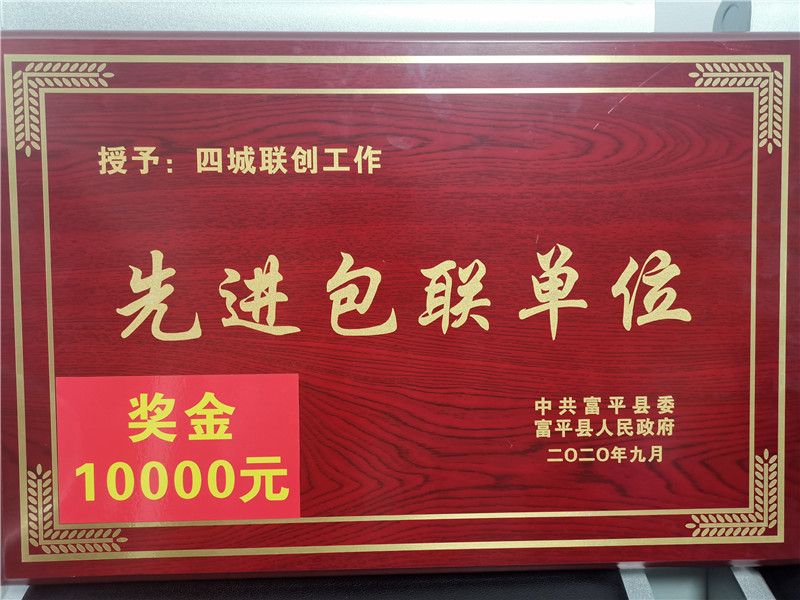 授予：四城联创工作
先进包联单位
奖金
10000元
中共富平县委
富平县人民政府
二〇二〇年九月